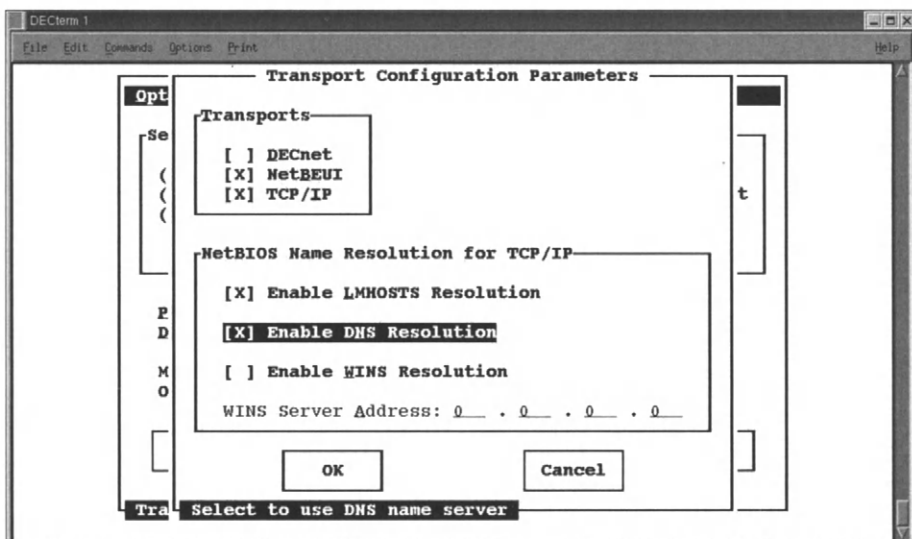 DECterm 1
File Edit Commands Options Print Help
Transport Configuration Parameters
Opt
Transports
Se
[ ] DECnet
( [X] NetBEUI
( [X] TCP/IP t
(
NetBIOS Name Resolution for TCP/IP
[X] Enable LMHOSTS Resolution
P
D [X] Enable DNS Resolution
M [ ] Enable WINS Resolution
O
WINS Server Address: 0 . 0 . 0 . 0
OK Cancel
Tra Select to use DNS name server